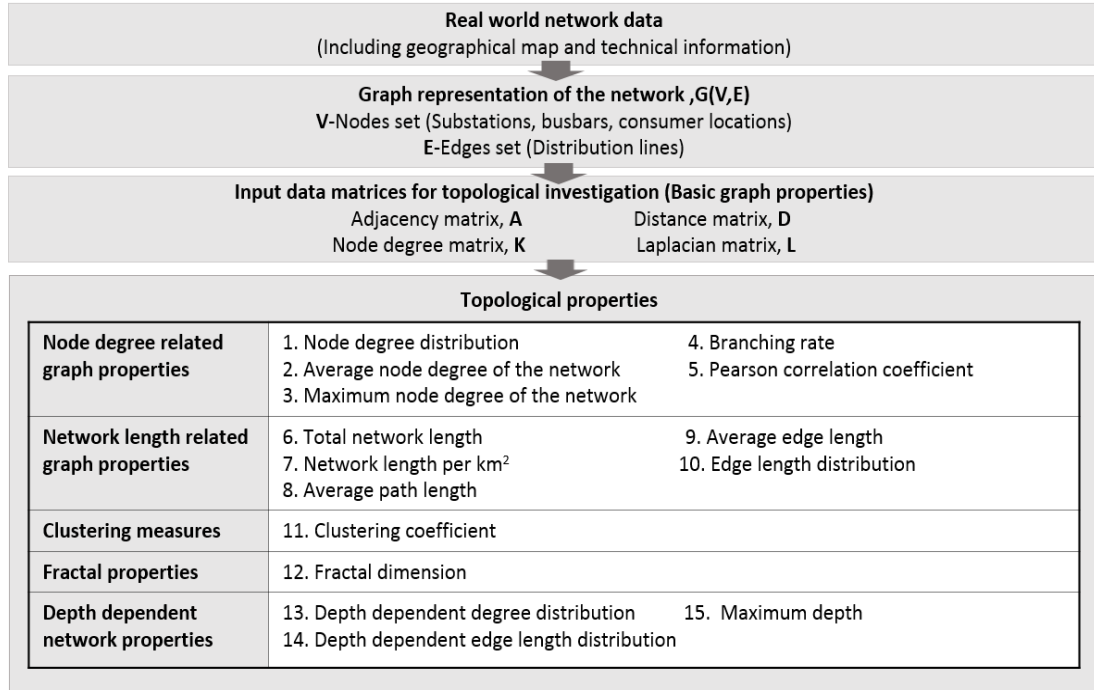 Real world network data
(Including geographical map and technical information)
Graph representation of the network ,G(V,E)
V-Nodes set (Substations, busbars, consumer locations)
E-Edges set (Distribution lines)
Input data matrices for topological investigation (Basic graph properties)
Adjacency matrix, A Distance matrix, D
Node degree matrix, K Laplacian matrix, L
Topological properties
Node degree related graph properties
1. Node degree distribution
2. Average node degree of the network
3. Maximum node degree of the network
4. Branching rate
5. Pearson correlation coefficient
Network length related graph properties
6. Total network length
7. Network length per km²
8. Average path length
9. Average edge length
10. Edge length distribution
Clustering measures
11. Clustering coefficient
Fractal properties
12. Fractal dimension
Depth dependent network properties
13. Depth dependent degree distribution
14. Depth dependent edge length distribution
15. Maximum depth